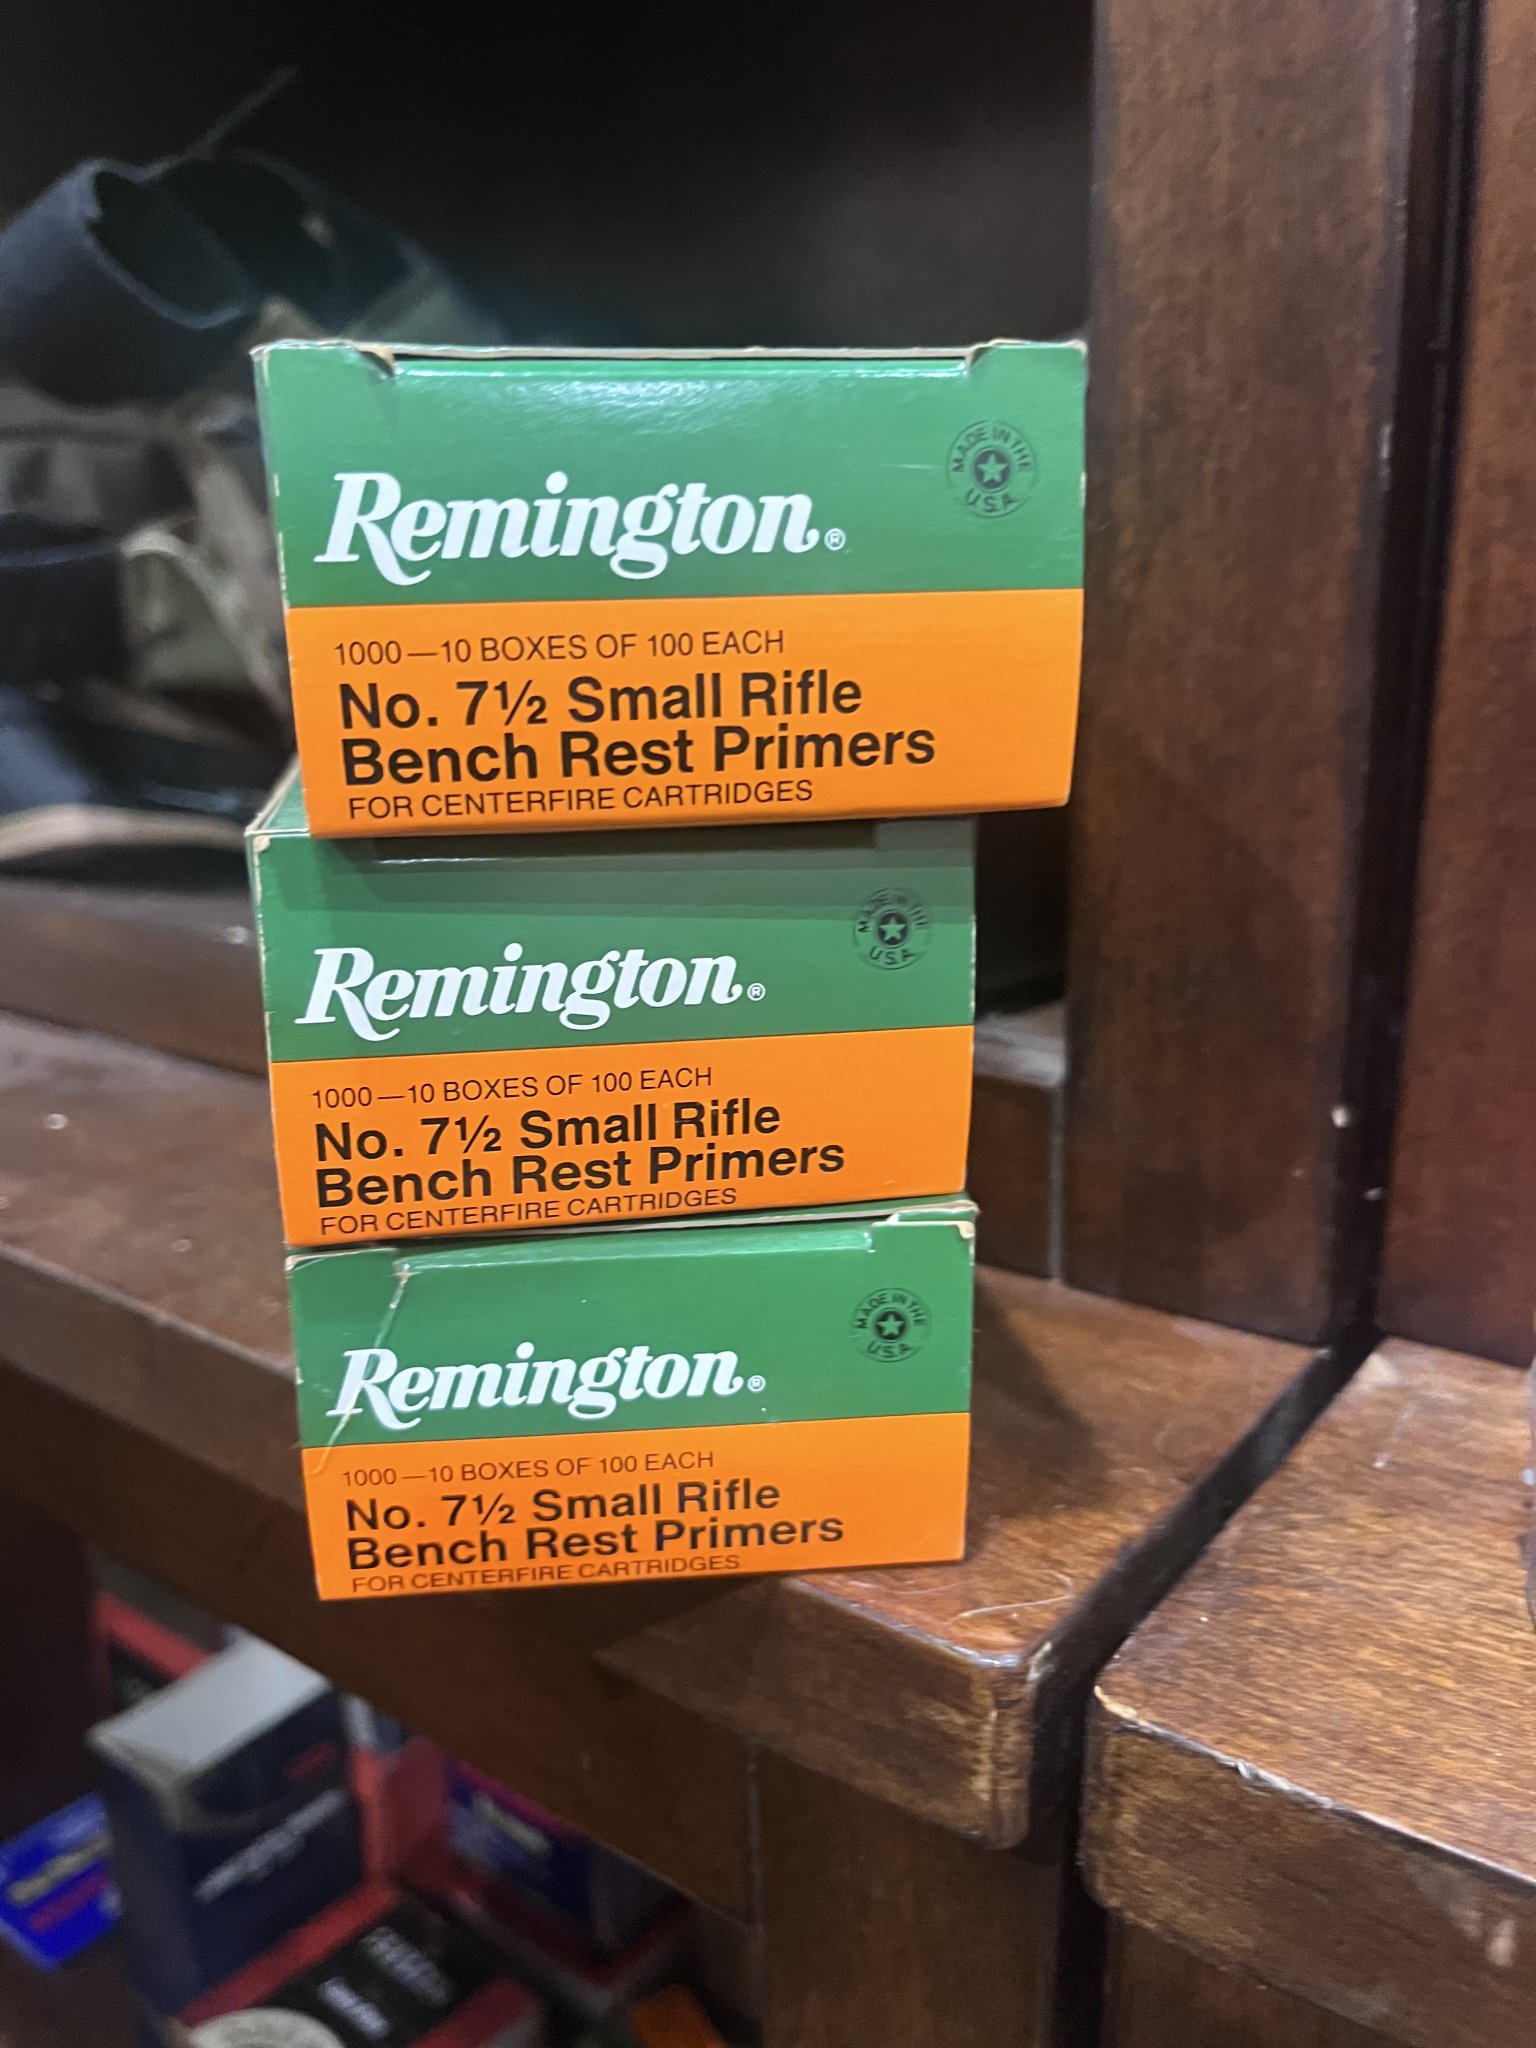 Remington®
MADE IN THE
U.S.A.
1000—10 BOXES OF 100 EACH
No. 7½ Small Rifle
Bench Rest Primers
FOR CENTERFIRE CARTRIDGES
Remington®
MADE IN THE
U.S.A.
1000—10 BOXES OF 100 EACH
No. 7½ Small Rifle
Bench Rest Primers
FOR CENTERFIRE CARTRIDGES
Remington®
MADE IN THE
U.S.A.
1000—10 BOXES OF 100 EACH
No. 7½ Small Rifle
Bench Rest Primers
FOR CENTERFIRE CARTRIDGES